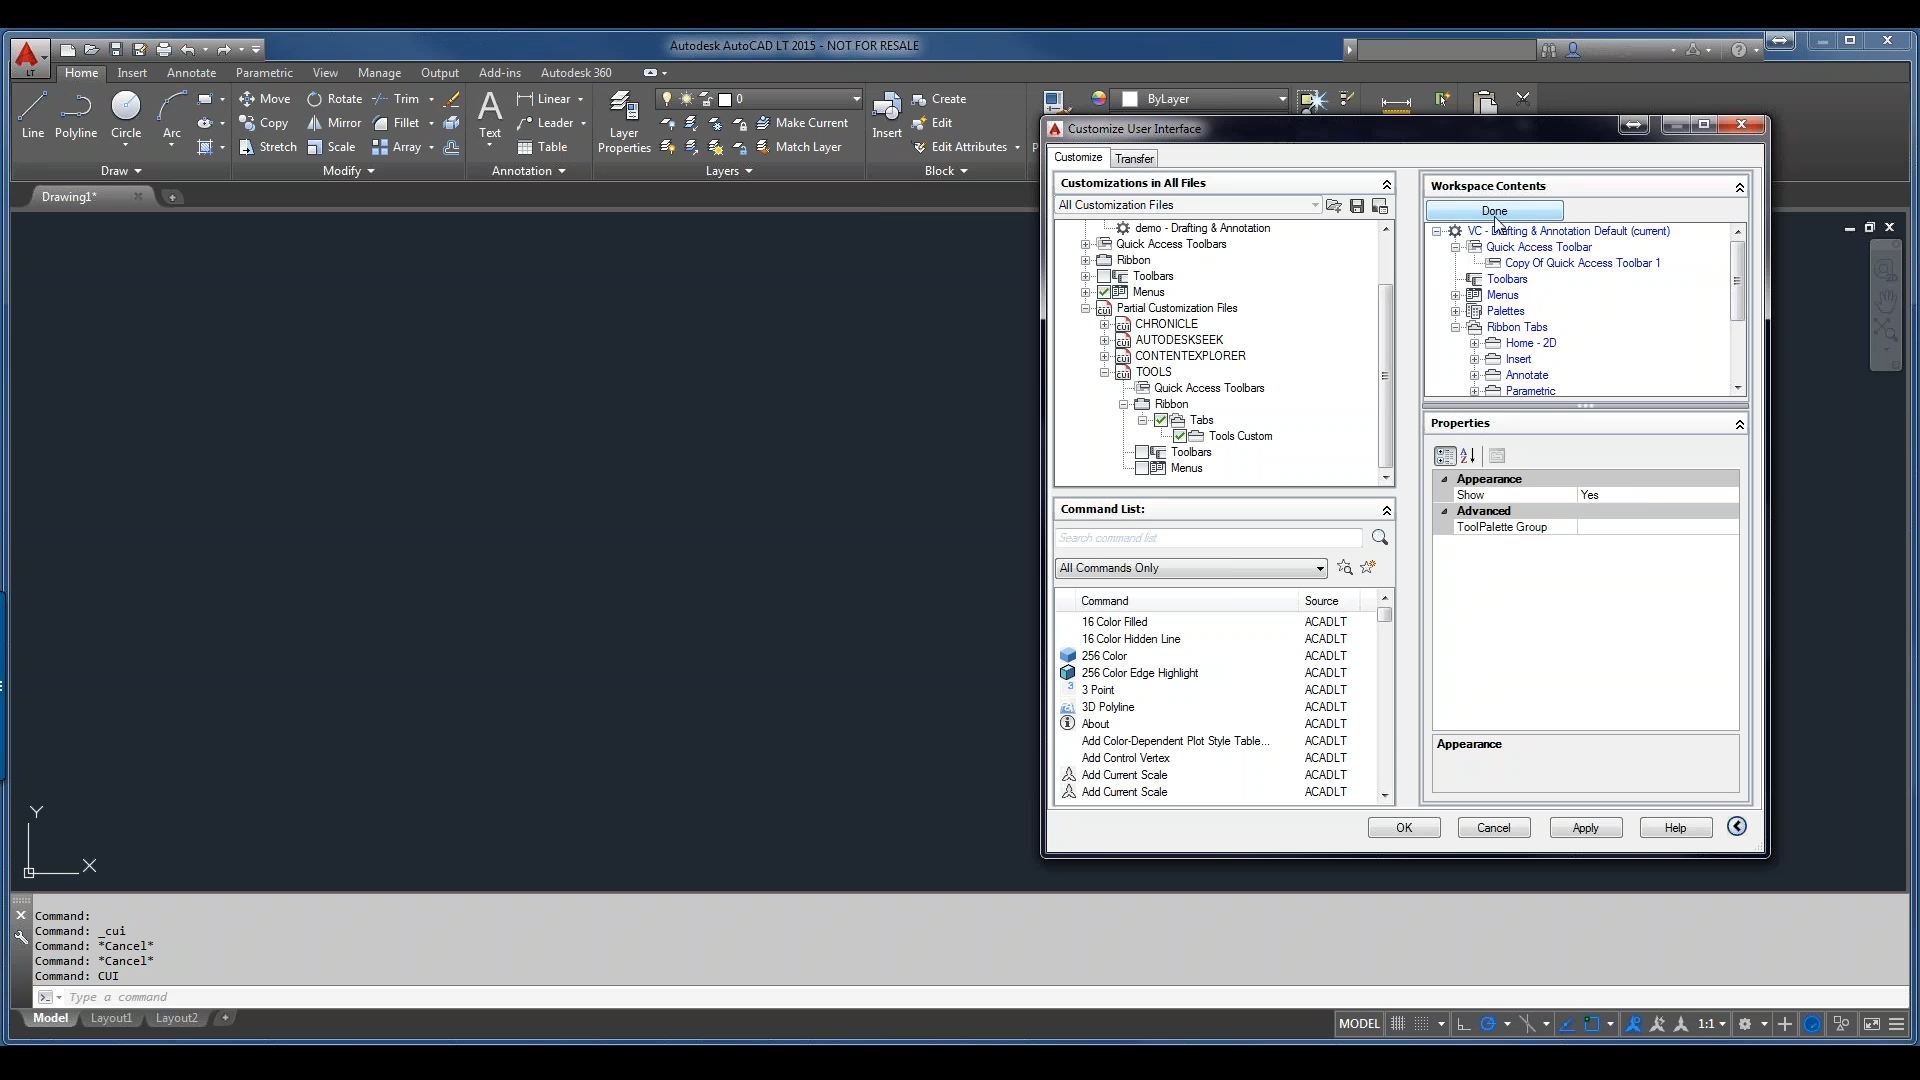 Autodesk AutoCAD LT 2015 - NOT FOR RESALE
LT
Home Insert Annotate Parametric View Manage Output Add-ins Autodesk 360
Line Polyline Circle Arc
Move Rotate Trim
Copy Mirror Fillet
Stretch Scale Array
Text Linear
Leader
Table
Layer Properties
0
Make Current
Match Layer
Insert Create
Edit
Edit Attributes
ByLayer
Draw Modify Annotation Layers Block
Drawing1*
Customize User Interface
Customize Transfer
Customizations in All Files
All Customization Files
demo - Drafting & Annotation
Quick Access Toolbars
Ribbon
Toolbars
Menus
Partial Customization Files
CHRONICLE
AUTODESKSEEK
CONTENTEXPLORER
TOOLS
Quick Access Toolbars
Ribbon
Tabs
Tools Custom
Toolbars
Menus
Command List:
Search command list
All Commands Only
Command Source
16 Color Filled ACADLT
16 Color Hidden Line ACADLT
256 Color ACADLT
256 Color Edge Highlight ACADLT
3 Point ACADLT
3D Polyline ACADLT
About ACADLT
Add Color-Dependent Plot Style Table... ACADLT
Add Control Vertex ACADLT
Add Current Scale ACADLT
Add Current Scale ACADLT
Workspace Contents
Done
VC - Drafting & Annotation Default (current)
Quick Access Toolbar
Copy Of Quick Access Toolbar 1
Toolbars
Menus
Palettes
Ribbon Tabs
Home - 2D
Insert
Annotate
Parametric
Properties
Appearance
Show Yes
Advanced
ToolPalette Group
Appearance
OK Cancel Apply Help
Y
X
Command:
Command: _cui
Command: *Cancel*
Command: *Cancel*
Command: CUI
Type a command
Model Layout1 Layout2
MODEL 1:1